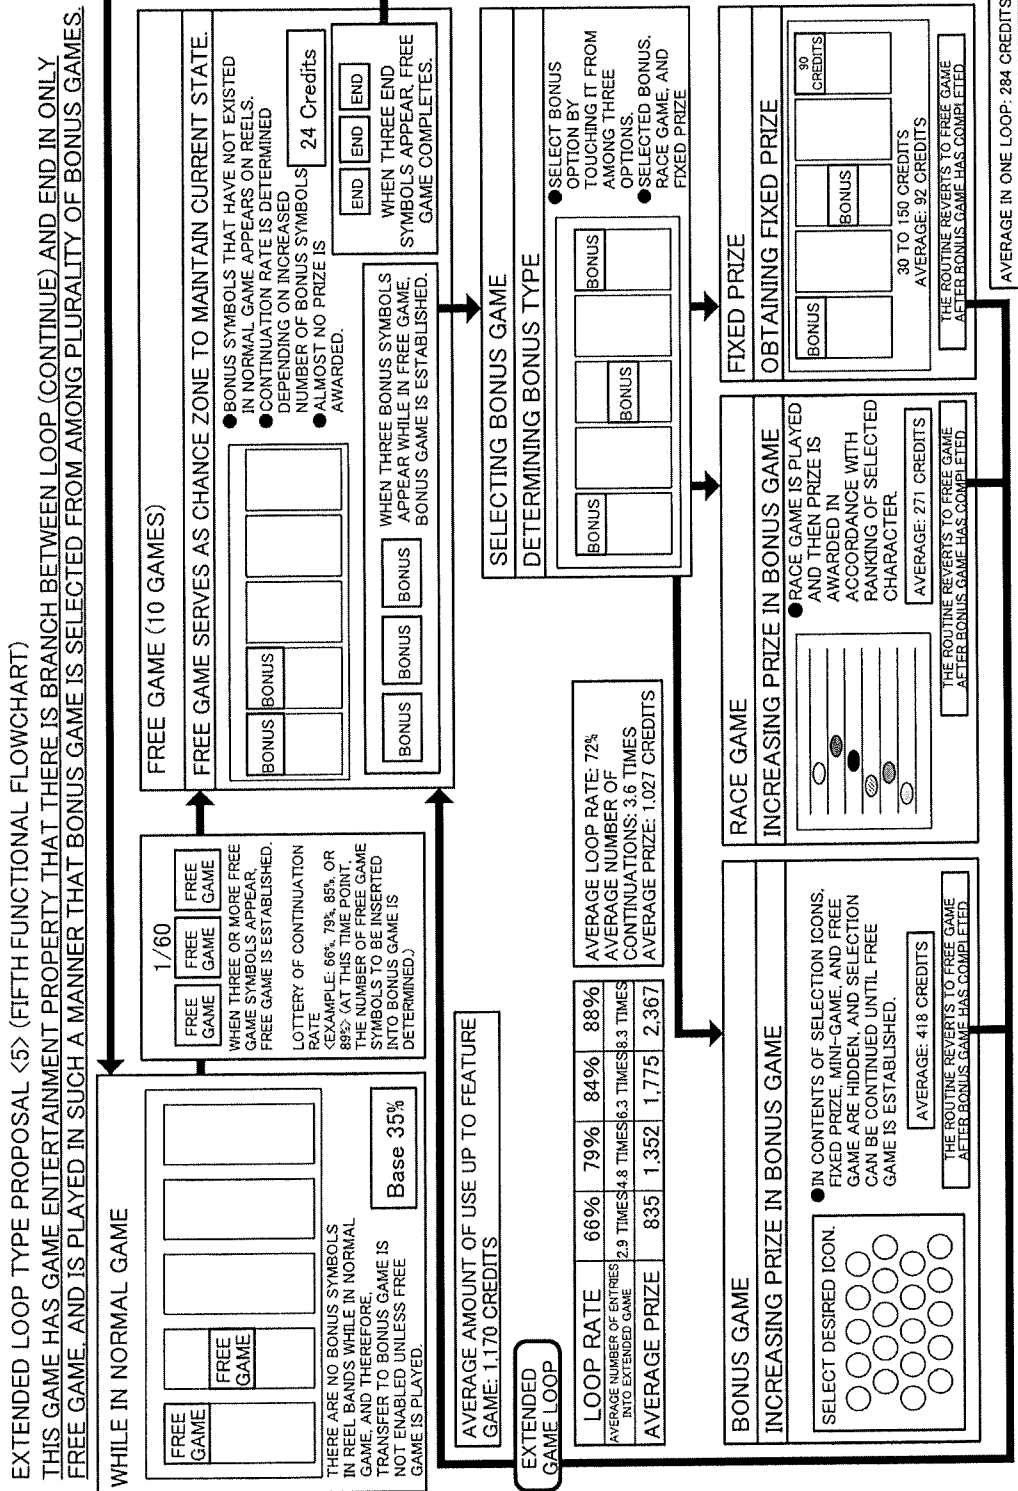 EXTENDED LOOP TYPE PROPOSAL <5> (FIFTH FUNCTIONAL FLOWCHART)
THIS GAME HAS GAME ENTERTAINMENT PROPERTY THAT THERE IS BRANCH BETWEEN LOOP (CONTINUE) AND END IN ONLY
FREE GAME, AND IS PLAYED IN SUCH A MANNER THAT BONUS GAME IS SELECTED FROM AMONG PLURALITY OF BONUS GAMES.
WHILE IN NORMAL GAME
FREE
GAME
FREE
GAME
THERE ARE NO BONUS SYMBOLS
IN REEL BANDS WHILE IN NORMAL
GAME, AND THEREFORE,
TRANSFER TO BONUS GAME IS
NOT ENABLED UNLESS FREE
GAME IS PLAYED.
Base 35%
1/60
FREE
GAME
FREE
GAME
FREE
GAME
WHEN THREE OR MORE FREE
GAME SYMBOLS APPEAR,
FREE GAME IS ESTABLISHED.
LOTTERY OF CONTINUATION
RATE
<EXAMPLE: 66%, 79%, 85%, OR
89%> (AT THIS TIME POINT,
THE NUMBER OF FREE GAME
SYMBOLS TO BE INSERTED
INTO BONUS GAME IS
DETERMINED.)
FREE GAME (10 GAMES)
FREE GAME SERVES AS CHANCE ZONE TO MAINTAIN CURRENT STATE.
BONUS
BONUS
●BONUS SYMBOLS THAT HAVE NOT EXISTED
IN NORMAL GAME APPEARS ON REELS.
●CONTINUATION RATE IS DETERMINED
DEPENDING ON INCREASED
NUMBER OF BONUS SYMBOLS
●ALMOST NO PRIZE IS
AWARDED.
24 Credits
BONUS
BONUS
BONUS
WHEN THREE BONUS SYMBOLS
APPEAR WHILE IN FREE GAME,
BONUS GAME IS ESTABLISHED.
END
END
END
WHEN THREE END
SYMBOLS APPEAR, FREE
GAME COMPLETES.
AVERAGE AMOUNT OF USE UP TO FEATURE
GAME: 1,170 CREDITS
EXTENDED
GAME LOOP
LOOP RATE 66% 79% 84% 88%
AVERAGE NUMBER OF ENTRIES
INTO EXTENDED GAME 2.9 TIMES 4.8 TIMES 6.3 TIMES 8.3 TIMES
AVERAGE PRIZE 835 1,352 1,775 2,367
AVERAGE LOOP RATE: 72%
AVERAGE NUMBER OF
CONTINUATIONS: 3.6 TIMES
AVERAGE PRIZE: 1.027 CREDITS
SELECTING BONUS GAME
DETERMINING BONUS TYPE
BONUS
BONUS
BONUS
●SELECT BONUS
OPTION BY
TOUCHING IT FROM
AMONG THREE
OPTIONS.
●SELECTED BONUS,
RACE GAME, AND
FIXED PRIZE
BONUS GAME
INCREASING PRIZE IN BONUS GAME
SELECT DESIRED ICON.
●IN CONTENTS OF SELECTION ICONS,
FIXED PRIZE, MINI-GAME, AND FREE
GAME ARE HIDDEN, AND SELECTION
CAN BE CONTINUED UNTIL FREE
GAME IS ESTABLISHED.
AVERAGE: 418 CREDITS
THE ROUTINE REVERTS TO FREE GAME
AFTER BONUS GAME HAS COMPLETED
RACE GAME
INCREASING PRIZE IN BONUS GAME
●RACE GAME IS PLAYED
AND THEN PRIZE IS
AWARDED IN
ACCORDANCE WITH
RANKING OF SELECTED
CHARACTER.
AVERAGE: 271 CREDITS
THE ROUTINE REVERTS TO FREE GAME
AFTER BONUS GAME HAS COMPLETED
FIXED PRIZE
OBTAINING FIXED PRIZE
BONUS
BONUS
90
CREDITS
30 TO 150 CREDITS
AVERAGE: 92 CREDITS
THE ROUTINE REVERTS TO FREE GAME
AFTER BONUS GAME HAS COMPLETED
AVERAGE IN ONE LOOP: 284 CREDITS